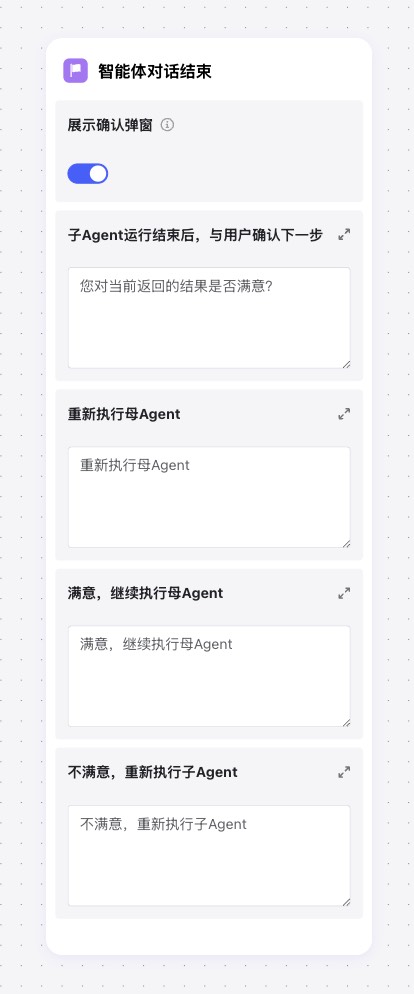 智能体对话结束
展示确认弹窗
子Agent运行结束后，与用户确认下一步
您对当前返回的结果是否满意?
重新执行母Agent
重新执行母Agent
满意，继续执行母Agent
满意，继续执行母Agent
不满意，重新执行子Agent
不满意，重新执行子Agent